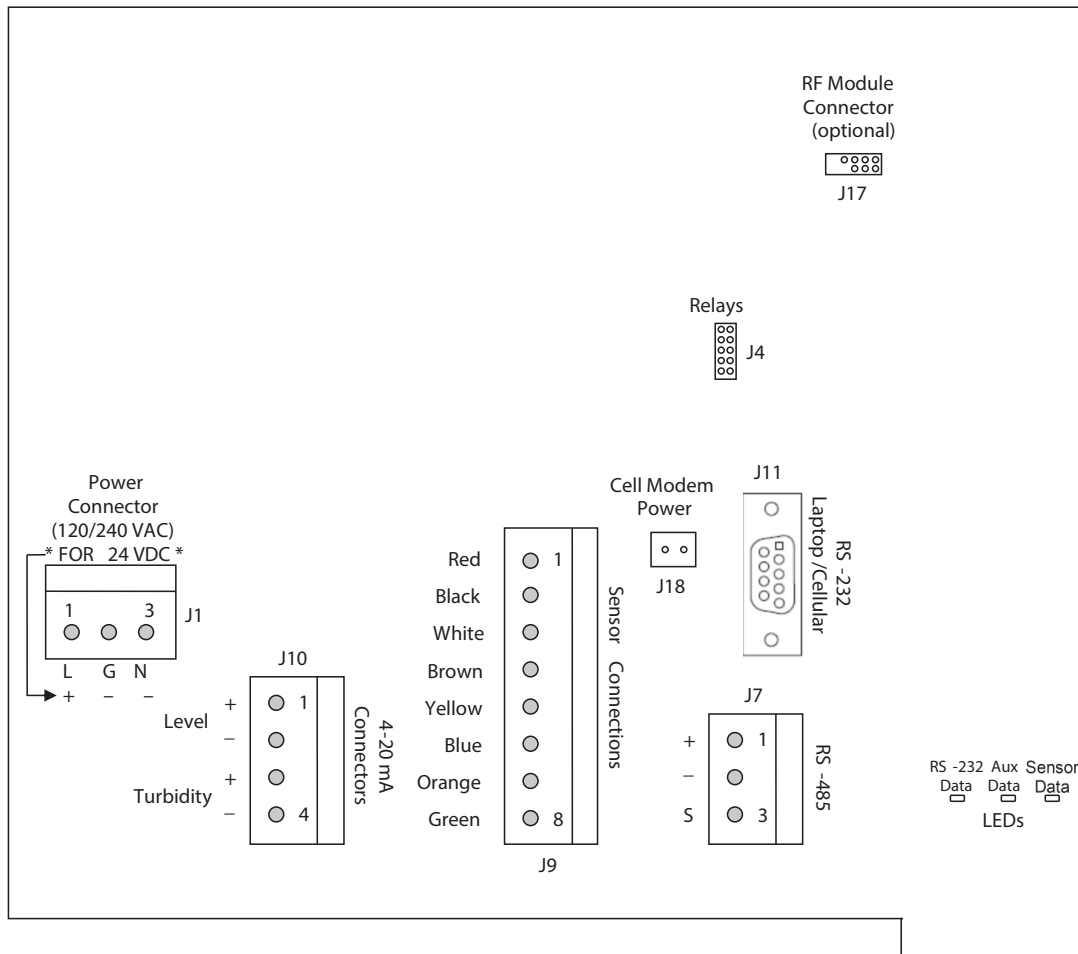 RF Module
Connector
(optional)
J17
Relays
J4
Power
Connector
(120/240 VAC)
* FOR 24 VDC *
1 3
J1
L G N
+ − −
J10
Level
+ 1
−
Turbidity
+
− 4
4-20 mA
Connectors
Red 1
Black
White
Brown
Yellow
Blue
Orange
Green 8
Sensor Connections
J9
Cell Modem
Power
J18
J11
RS -232
Laptop /Cellular
J7
+ 1
−
S 3
RS -485
RS -232 Aux Sensor
Data Data Data
LEDs